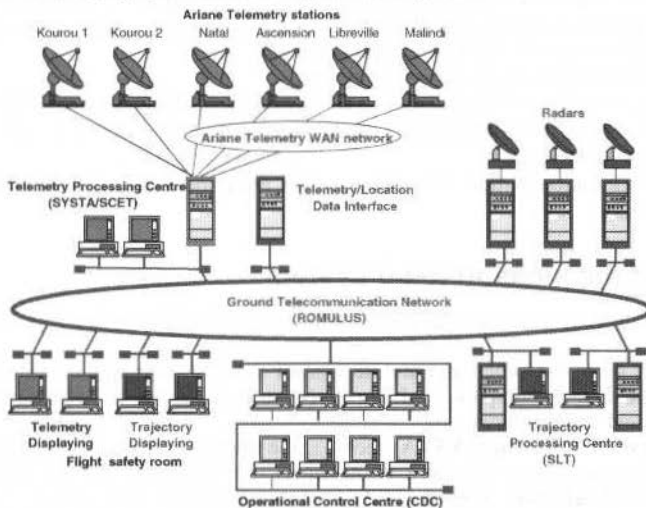 Ariane Telemetry stations
Kourou 1 Kourou 2 Natal Ascension Libreville Malindi
Ariane Telemetry WAN network
Radars
Telemetry Processing Centre
(SYSTA/SCET)
Telemetry/Location
Data Interface
Ground Telecommunication Network
(ROMULUS)
Telemetry
Displaying
Trajectory
Displaying
Flight safety room
Operational Control Centre (CDC)
Trajectory
Processing Centre
(SLT)